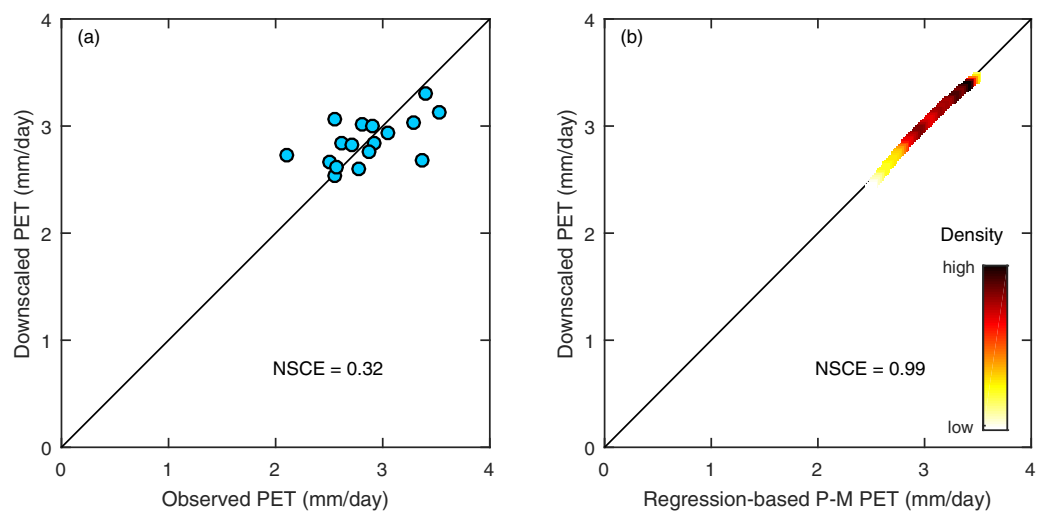 (a)
4
3
2
1
0
Downscaled PET (mm/day)
NSCE = 0.32
0 1 2 3 4
Observed PET (mm/day)
(b)
4
3
2
1
0
Downscaled PET (mm/day)
Density
high
low
NSCE = 0.99
0 1 2 3 4
Regression-based P-M PET (mm/day)